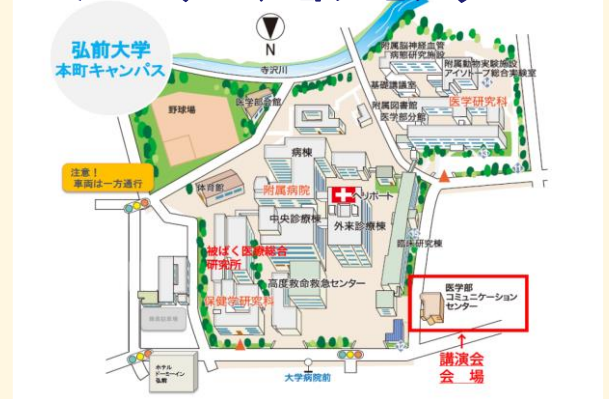 弘前大学
本町キャンパス
N
寺沢川
附属脳神経血管
病態研究施設
附属動物実験施設
アイソトープ総合実験室
基礎講議室
医学研究科
附属図書館
医学部分館
医学部会館
野球場
病棟
注意！
車両は一方通行
体育館
附属病院
ヘリポート
中央診療棟
外来診療棟
臨床研究棟
被ばく医療総合
研究所
高度救命救急センター
保健学研究科
医学部
コミュニケーション
センター
↑
講演会
会　場
ホテル
ナーセイン
弘前
大学病院前